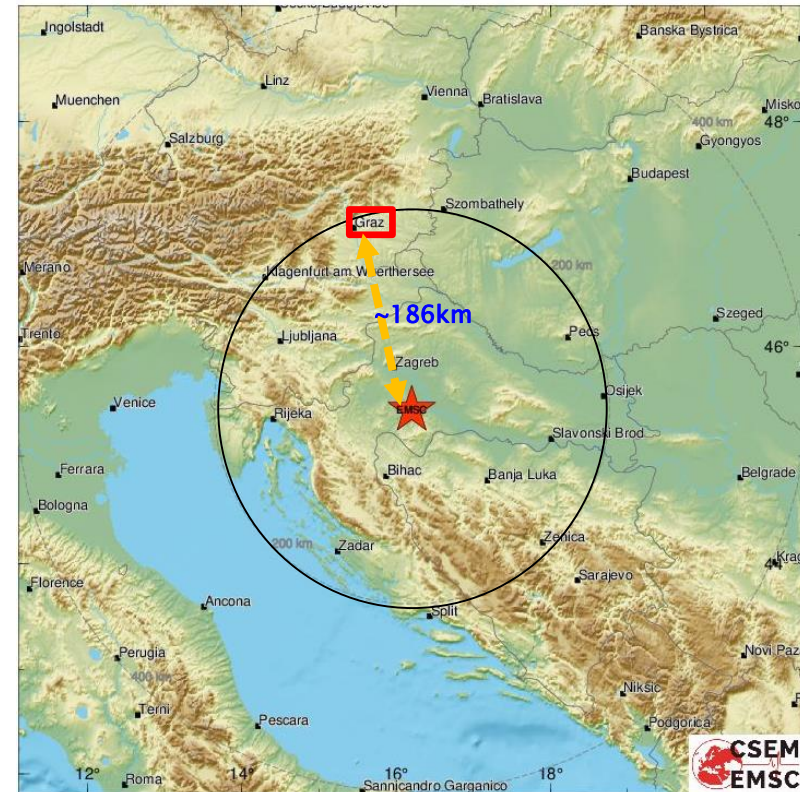 Ingolstadt
Banska Bystrica
Linz
Muenchen
Vienna
Bratislava
Misko
400 km
48°
Salzburg
Gyongyos
Budapest
Szombathely
Graz
Merano
Klagenfurt am Woerthersee
200 km
~186km
Szeged
Trento
Ljubljana
Pecs
46°
Zagreb
Venice
EMSC
Osijek
Rijeka
Slavonski Brod
Ferrara
Bihac
Banja Luka
Belgrade
Bologna
200 km
Zadar
Zenica
Krag
44°
Florence
Sarajevo
Ancona
Split
Perugia
Novi Paz
400 km
Niksic
Terni
Pescara
Podgorica
CSEM
EMSC
12°
14°
16°
18°
Roma
Sannicandro Garganico